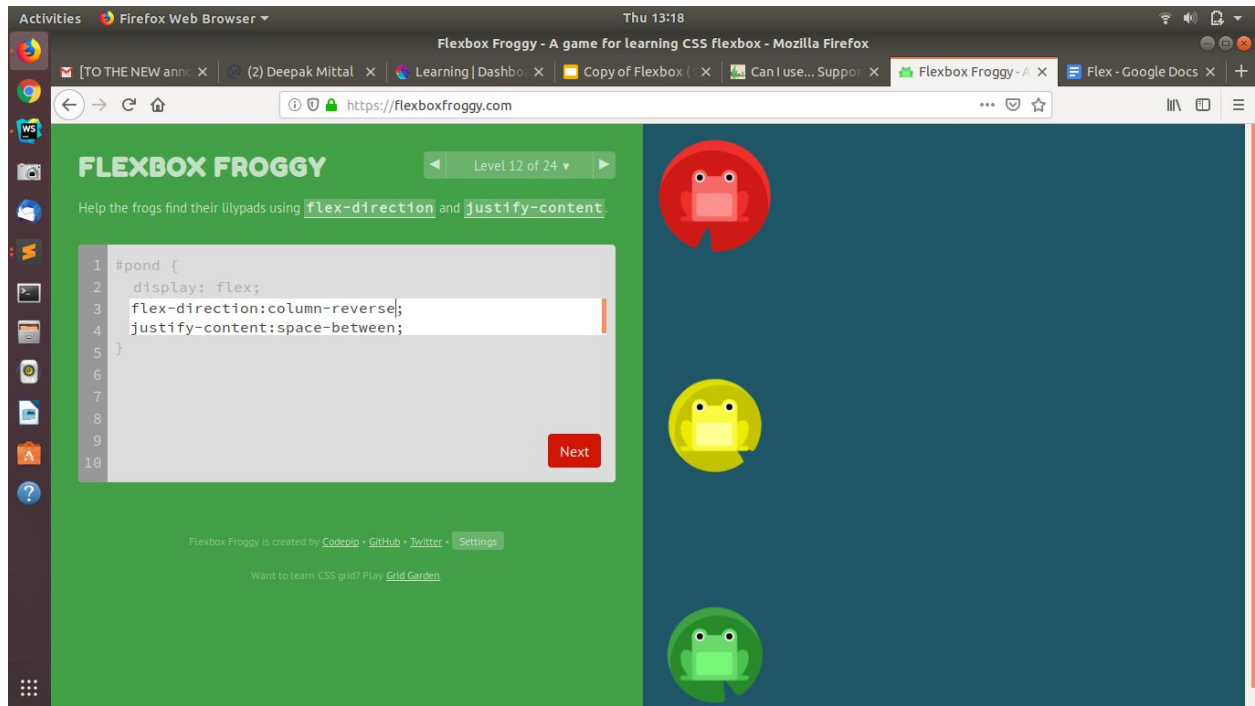 Activities Firefox Web Browser Thu 13:18
Flexbox Froggy - A game for learning CSS flexbox - Mozilla Firefox
[TO THE NEW ann (2) Deepak Mittal Learning | Dashbo Copy of Flexbox ( Can I use... Suppor Flexbox Froggy - A Flex - Google Docs
https://flexboxfroggy.com
FLEXBOX FROGGY
Level 12 of 24
Help the frogs find their lilypads using flex-direction and justify-content.
1 #pond {
2 display: flex;
3 flex-direction:column-reverse;
4 justify-content:space-between;
5 }
6
7
8
9
10
Next
Flexbox Froggy is created by Codepip • GitHub • Twitter • Settings
Want to learn CSS grid? Play Grid Garden.
WS